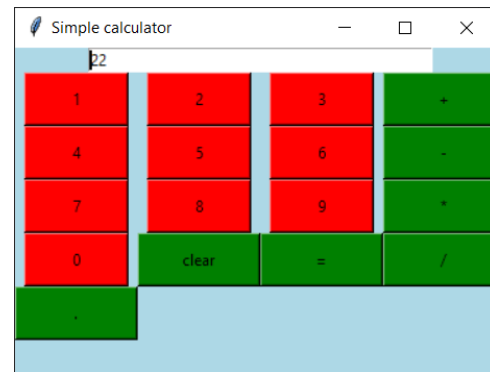 Simple calculator
22
1 2 3 +
4 5 6 -
7 8 9 *
0 clear = /
.